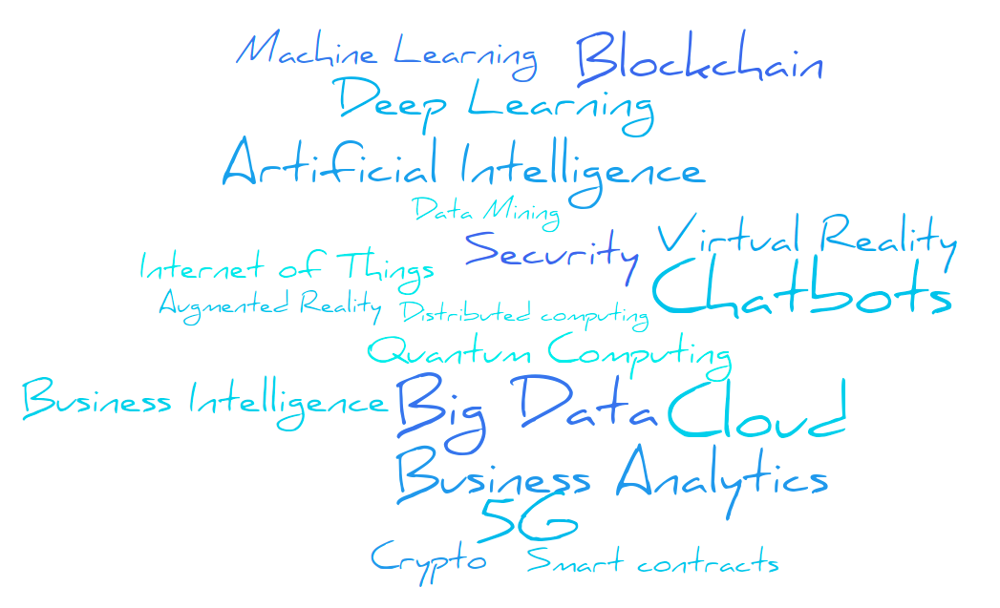 Machine Learning Blockchain
Deep Learning
Artificial Intelligence
Data Mining
Security Virtual Reality
Internet of Things Chatbots
Augmented Reality Distributed computing
Quantum Computing
Business Intelligence Big Data Cloud
Business Analytics
5G
Crypto Smart contracts